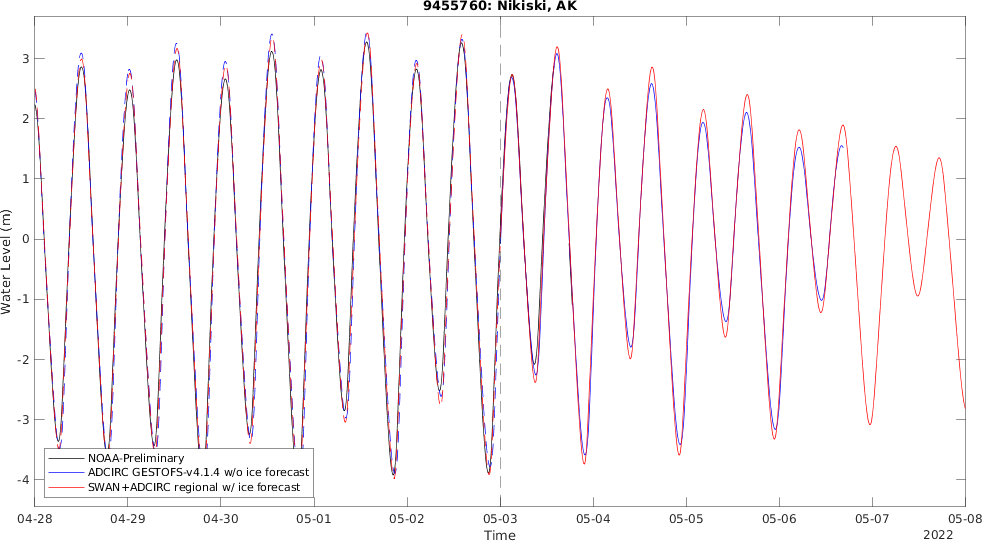 9455760: Nikiski, AK
Water Level (m)
3
2
1
0
-1
-2
-3
-4
NOAA-Preliminary
ADCIRC GESTOFS-v4.1.4 w/o ice forecast
SWAN+ADCIRC regional w/ ice forecast
04-28 04-29 04-30 05-01 05-02 05-03 05-04 05-05 05-06 05-07 05-08
Time
2022